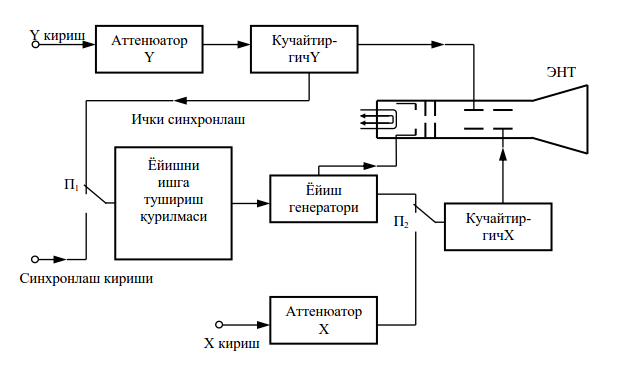 Y кириш
Аттенюатор
Y
Кучайтир-
гичY
ЭНТ
Ички синхронлаш
П1
Ёйишни
ишга
тушириш
курилмаси
Ёйиш
генератори
П2
Кучайтир-
гичX
Синхронлаш кириши
Аттенюатор
X
X кириш